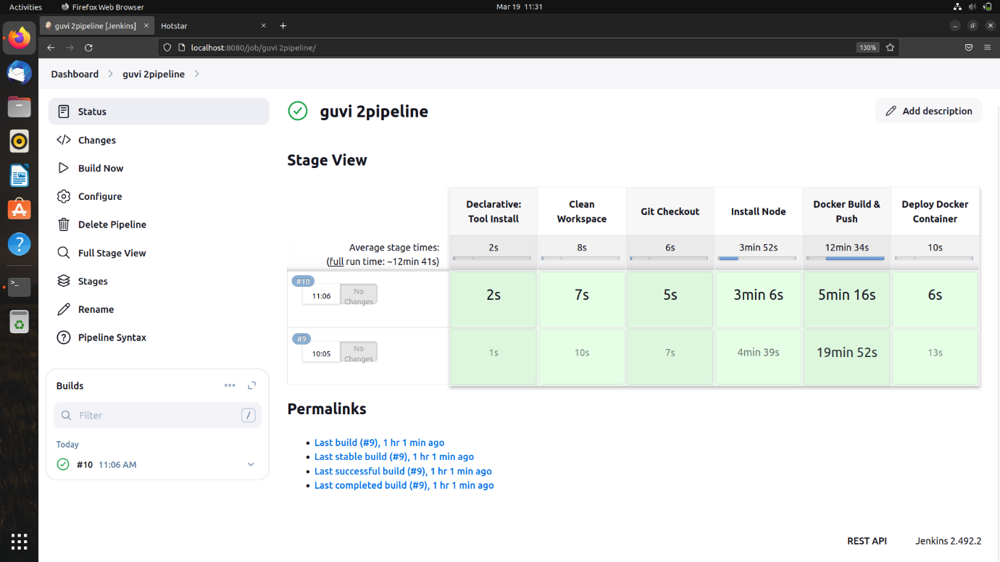 Activities
Firefox Web Browser
Mar 19 11:31
guvi 2pipeline [Jenkins]
Hotstar
localhost:8080/job/guvi 2pipeline/
130%
Dashboard
guvi 2pipeline
Status
Changes
Build Now
Configure
Delete Pipeline
Full Stage View
Stages
Rename
Pipeline Syntax
Builds
Filter
/
Today
#10 11:06 AM
guvi 2pipeline
Add description
Stage View
Declarative: Tool Install
Clean Workspace
Git Checkout
Install Node
Docker Build & Push
Deploy Docker Container
Average stage times:
(full run time: ~12min 41s)
2s 8s 6s 3min 52s 12min 34s 10s
#10
11:06
No Changes
2s 7s 5s 3min 6s 5min 16s 6s
#9
10:05
No Changes
1s 10s 7s 4min 39s 19min 52s 13s
Permalinks
Last build (#9), 1 hr 1 min ago
Last stable build (#9), 1 hr 1 min ago
Last successful build (#9), 1 hr 1 min ago
Last completed build (#9), 1 hr 1 min ago
REST API
Jenkins 2.492.2